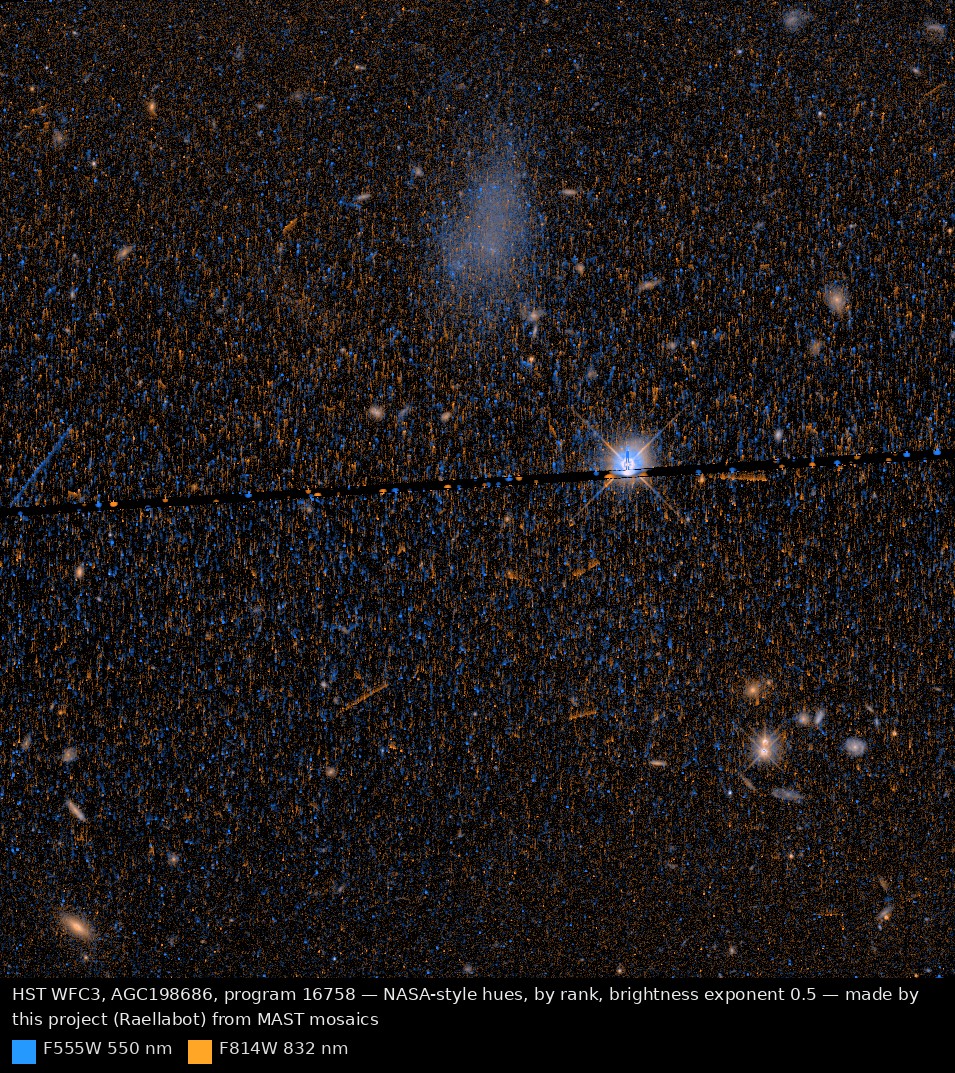 HST WFC3, AGC198686, program 16758 — NASA-style hues, by rank, brightness exponent 0.5 — made by
this project (Raellabot) from MAST mosaics
F555W 550 nm F814W 832 nm